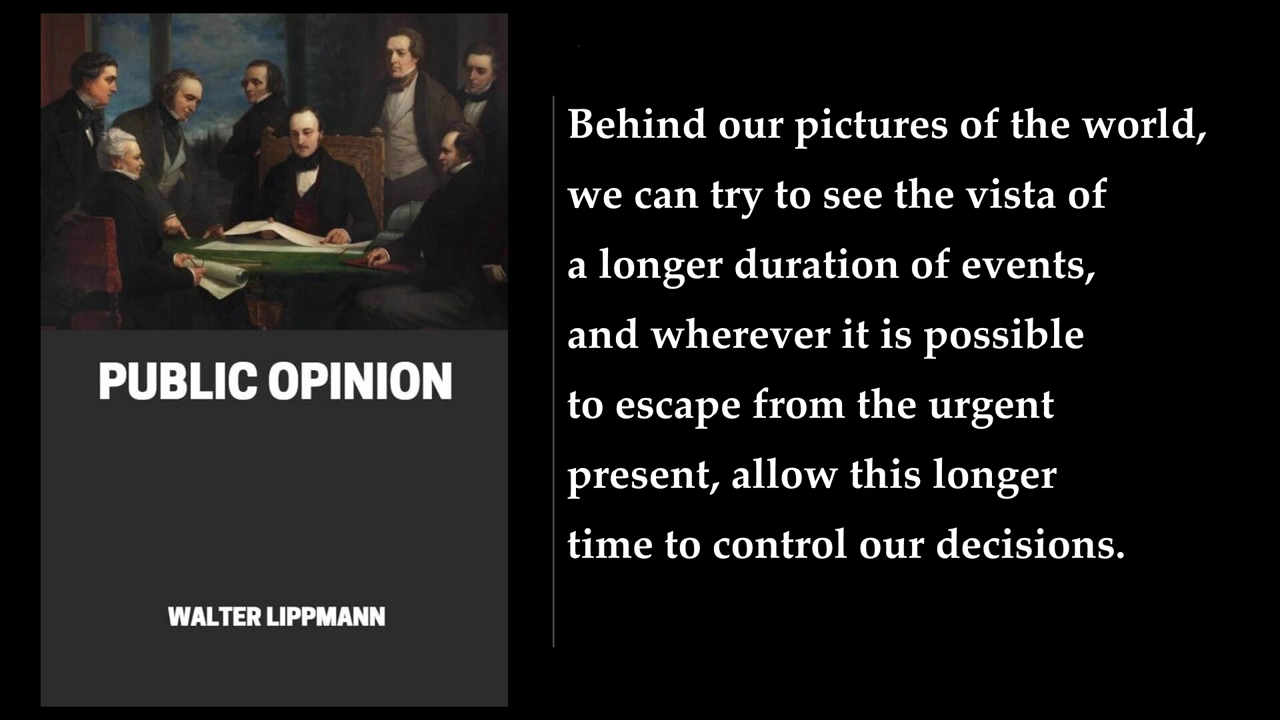 PUBLIC OPINION
WALTER LIPPMANN
Behind our pictures of the world,
we can try to see the vista of
a longer duration of events,
and wherever it is possible
to escape from the urgent
present, allow this longer
time to control our decisions.